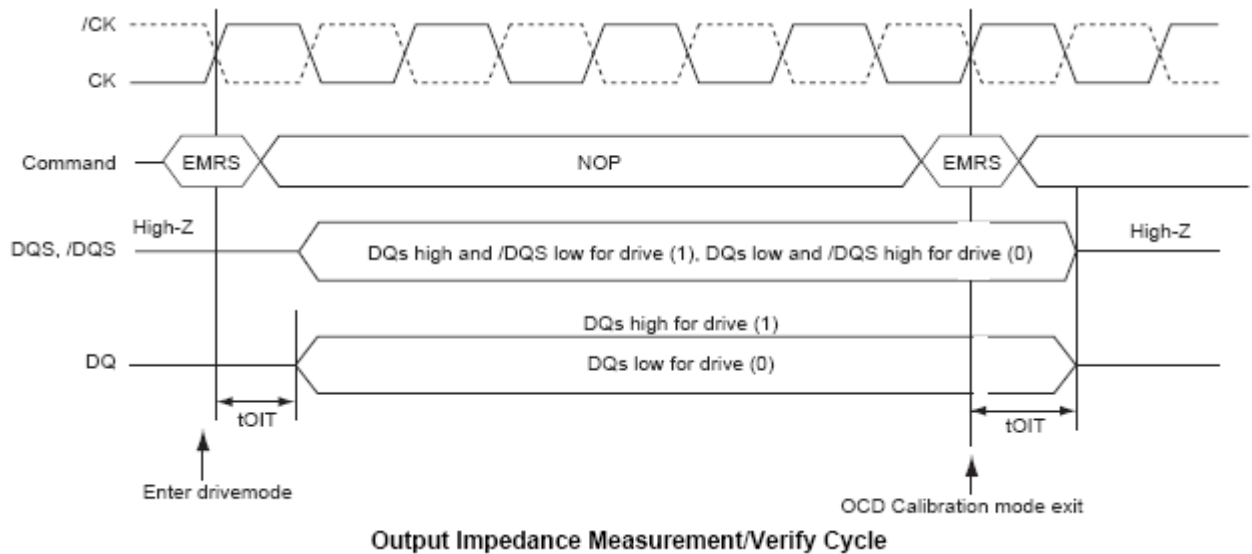 /CK
CK
Command
EMRS
NOP
EMRS
High-Z
High-Z
DQS, /DQS
DQs high and /DQS low for drive (1), DQs low and /DQS high for drive (0)
DQs high for drive (1)
DQ
DQs low for drive (0)
tOIT
tOIT
Enter drivemode
OCD Calibration mode exit
Output Impedance Measurement/Verify Cycle